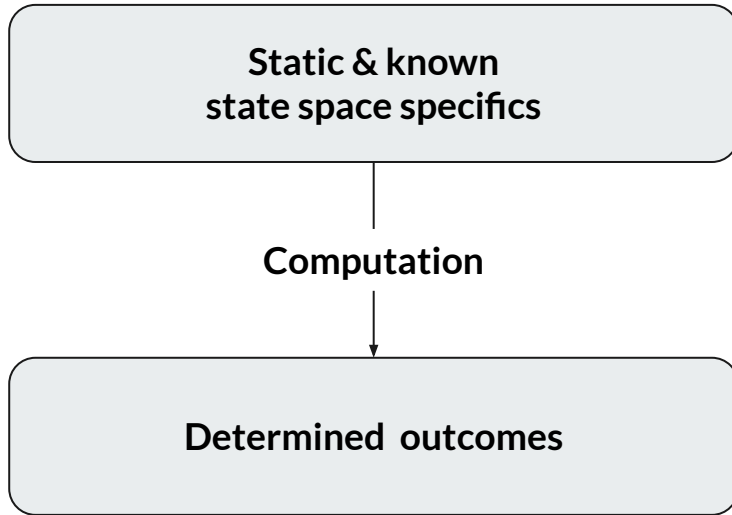 Static & known
state space specifics
Computation
Determined  outcomes